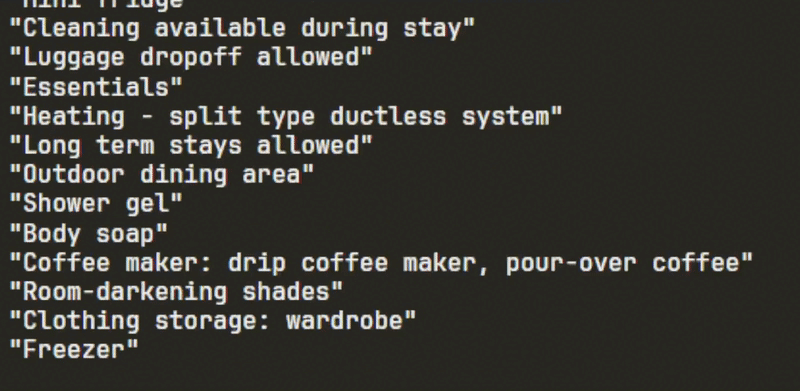 "Mini fridge"
"Cleaning available during stay"
"Luggage dropoff allowed"
"Essentials"
"Heating - split type ductless system"
"Long term stays allowed"
"Outdoor dining area"
"Shower gel"
"Body soap"
"Coffee maker: drip coffee maker, pour-over coffee"
"Room-darkening shades"
"Clothing storage: wardrobe"
"Freezer"